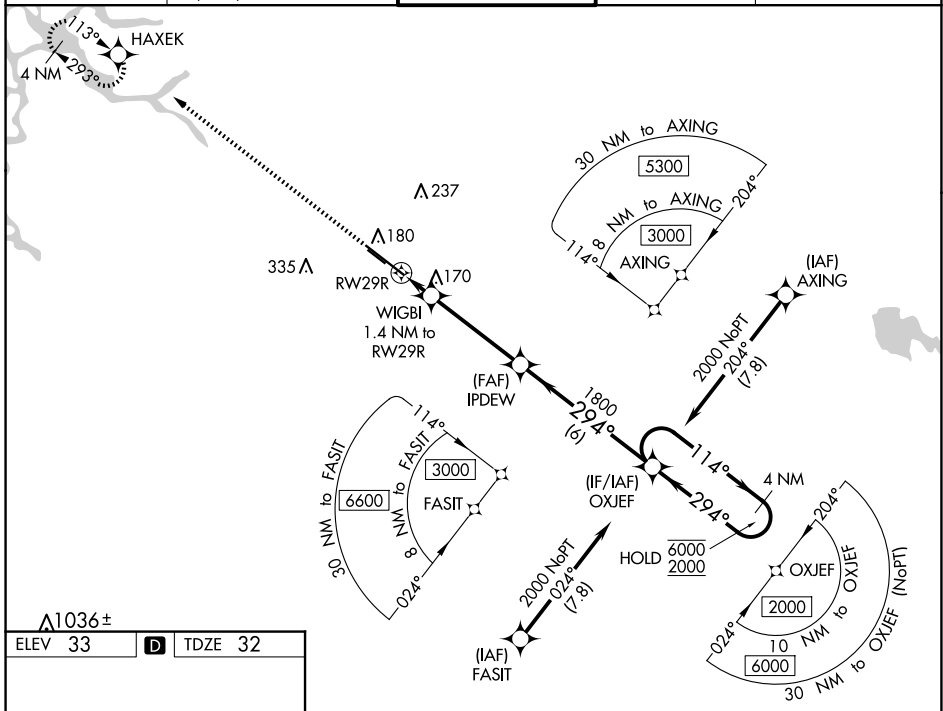 113°
HAXEK
4 NM
293°
237
180
335
170
RW29R
WIGBI
1.4 NM to
RW29R
30 NM to AXING
5300
8 NM to AXING
3000
204°
114°
AXING
(IAF)
AXING
2000 NoPT
204°
(7.8)
(FAF)
IPDEW
1800
294°
(6)
114°
30 NM to FASIT
6600
8 NM to FASIT
3000
FASIT
024°
(IF/IAF)
OXJEF
114°
4 NM
294°
HOLD
6000
2000
204°
OXJEF
2000
10 NM to OXJEF
024°
6000
30 NM to OXJEF (NoPT)
2000 NoPT
024°
(7.8)
(IAF)
FASIT
1036±
ELEV 33
D
TDZE 32